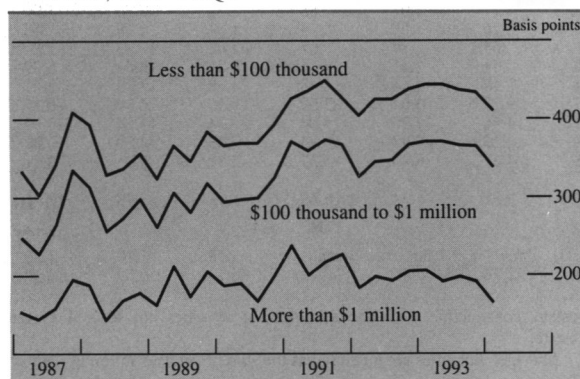 Basis points
Less than $100 thousand
400
300
$100 thousand to $1 million
200
More than $1 million
1987 1989 1991 1993